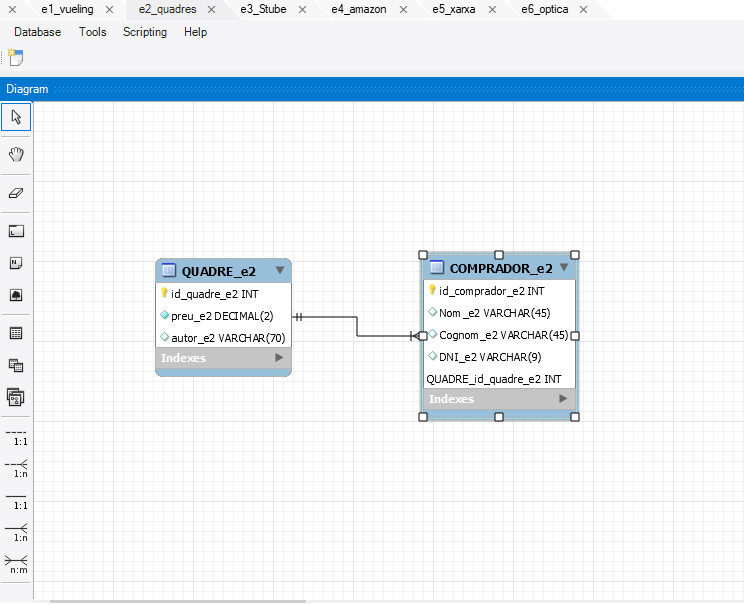 e1_vueling e2_quadres e3_Stube e4_amazon e5_xarxa e6_optica
Database Tools Scripting Help
Diagram
QUADRE_e2
id_quadre_e2 INT
preu_e2 DECIMAL(2)
autor_e2 VARCHAR(70)
Indexes
COMPRADOR_e2
id_comprador_e2 INT
Nom _e2 VARCHAR(45)
Cognom_e2 VARCHAR(45)
DNI_e2 VARCHAR(9)
QUADRE_id_quadre_e2 INT
Indexes
1:1
1:n
1:1
1:n
n:m